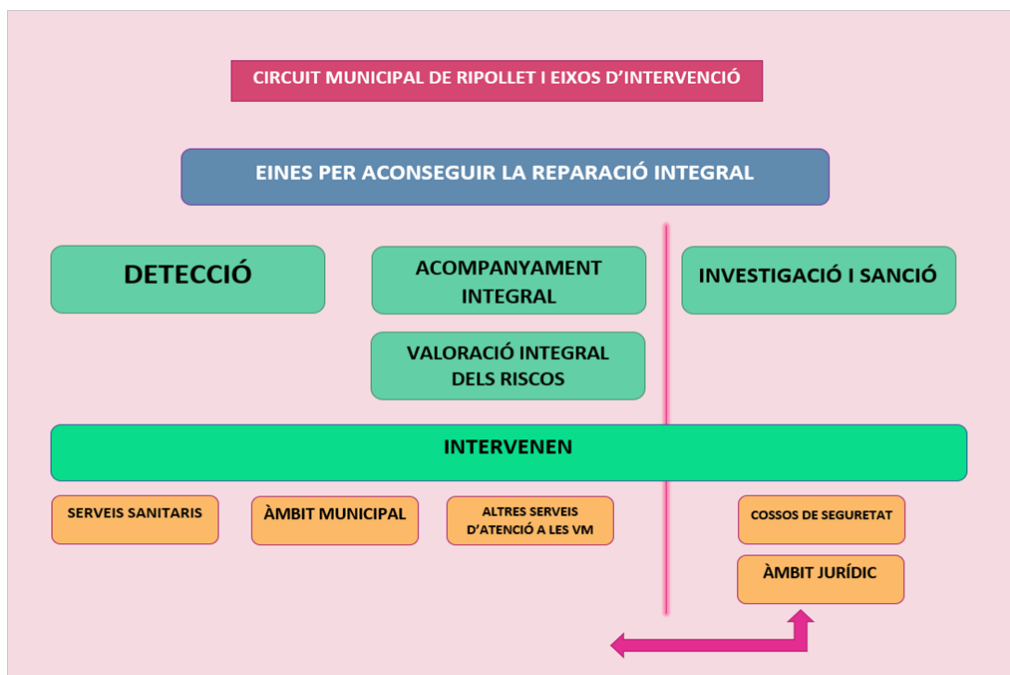 CIRCUIT MUNICIPAL DE RIPOLLET I EIXOS D'INTERVENCIÓ
EINES PER ACONSEGUIR LA REPARACIÓ INTEGRAL
DETECCIÓ
ACOMPANYAMENT
INTEGRAL
INVESTIGACIÓ I SANCIÓ
VALORACIÓ INTEGRAL
DELS RISCOS
INTERVENEN
SERVEIS SANITARIS
ÀMBIT MUNICIPAL
ALTRES SERVEIS
D'ATENCIÓ A LES VM
COSSOS DE SEGURETAT
ÀMBIT JURÍDIC